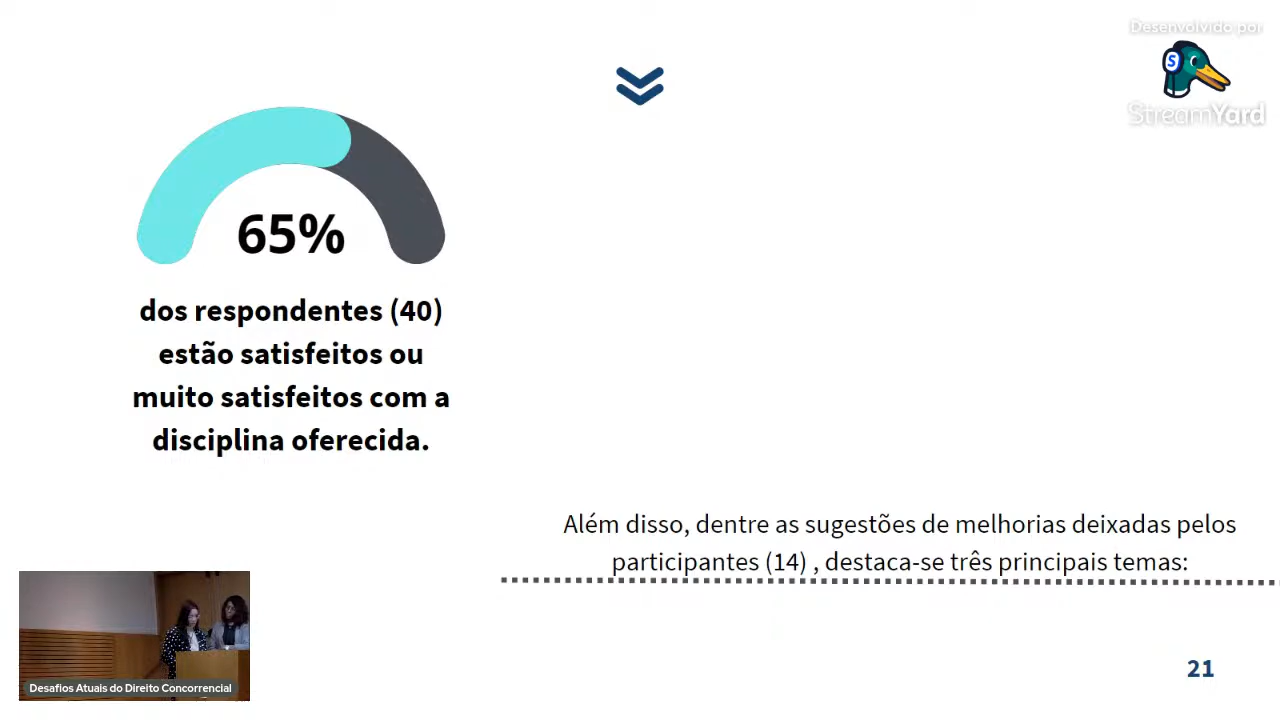 Desenvolvido por
S
StreamYard
65%
dos respondentes (40)
estão satisfeitos ou
muito satisfeitos com a
disciplina oferecida.
Além disso, dentre as sugestões de melhorias deixadas pelos
participantes (14) , destaca-se três principais temas:
Desafios Atuais do Direito Concorrencial
21